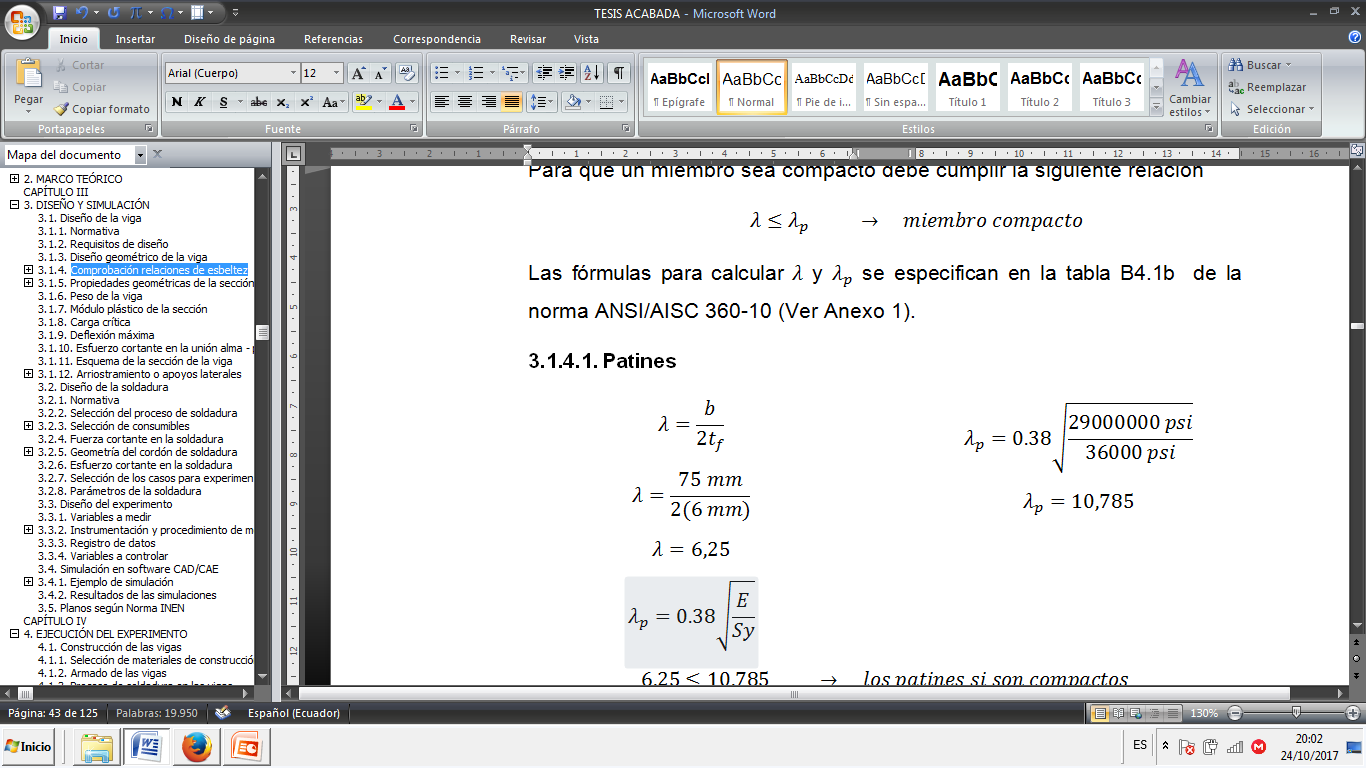 TESIS ACABADA - Microsoft Word
Inicio Insertar Diseño de página Referencias Correspondencia Revisar Vista
Pegar
Cortar
Copiar
Copiar formato
Portapapeles
Arial (Cuerpo) 12
Fuente
Párrafo
AaBbCcI AaBbCc AaBbCcDd AaBbCcD AaBbC AaBbCc AaBbCc
¶ Epígrafe ¶ Normal ¶ Pie de i... ¶ Sin espa... Título 1 Título 2 Título 3
Cambiar estilos
Estilos
Buscar
Reemplazar
Seleccionar
Edición
Mapa del documento
2. MARCO TEÓRICO
CAPÍTULO III
3. DISEÑO Y SIMULACIÓN
3.1. Diseño de la viga
3.1.1. Normativa
3.1.2. Requisitos de diseño
3.1.3. Diseño geométrico de la viga
3.1.4. Comprobación relaciones de esbeltez
3.1.5. Propiedades geométricas de la sección
3.1.6. Peso de la viga
3.1.7. Módulo plástico de la sección
3.1.8. Carga crítica
3.1.9. Deflexión máxima
3.1.10. Esfuerzo cortante en la unión alma - p
3.1.11. Esquema de la sección de la viga
3.1.12. Arriostramiento o apoyos laterales
3.2. Diseño de la soldadura
3.2.1. Normativa
3.2.2. Selección del proceso de soldadura
3.2.3. Selección de consumibles
3.2.4. Fuerza cortante en la soldadura
3.2.5. Geometría del cordón de soldadura
3.2.6. Esfuerzo cortante en la soldadura
3.2.7. Selección de los casos para experimen
3.2.8. Parámetros de la soldadura
3.3. Diseño del experimento
3.3.1. Variables a medir
3.3.2. Instrumentación y procedimiento de m
3.3.3. Registro de datos
3.3.4. Variables a controlar
3.4. Simulación en software CAD/CAE
3.4.1. Ejemplo de simulación
3.4.2. Resultados de las simulaciones
3.5. Planos según Norma INEN
CAPÍTULO IV
4. EJECUCIÓN DEL EXPERIMENTO
4.1. Construcción de las vigas
4.1.1. Selección de materiales de construcció
4.1.2. Armado de las vigas
4.1.3. Proceso de soldadura en las vigas
Para que un miembro sea compacto debe cumplir la siguiente relación
λ ≤ λp → miembro compacto
Las fórmulas para calcular λ y λp se especifican en la tabla B4.1b de la
norma ANSI/AISC 360-10 (Ver Anexo 1).
3.1.4.1. Patines
λ = b / 2tf
λ = 75 mm / 2(6 mm)
λ = 6,25
λp = 0.38 √(E / Sy)
λp = 0.38 √(29000000 psi / 36000 psi)
λp = 10,785
6,25 ≤ 10,785 → los patines si son compactos
Página: 43 de 125 Palabras: 19.950 Español (Ecuador) 130%
Inicio ES 20:02
24/10/2017